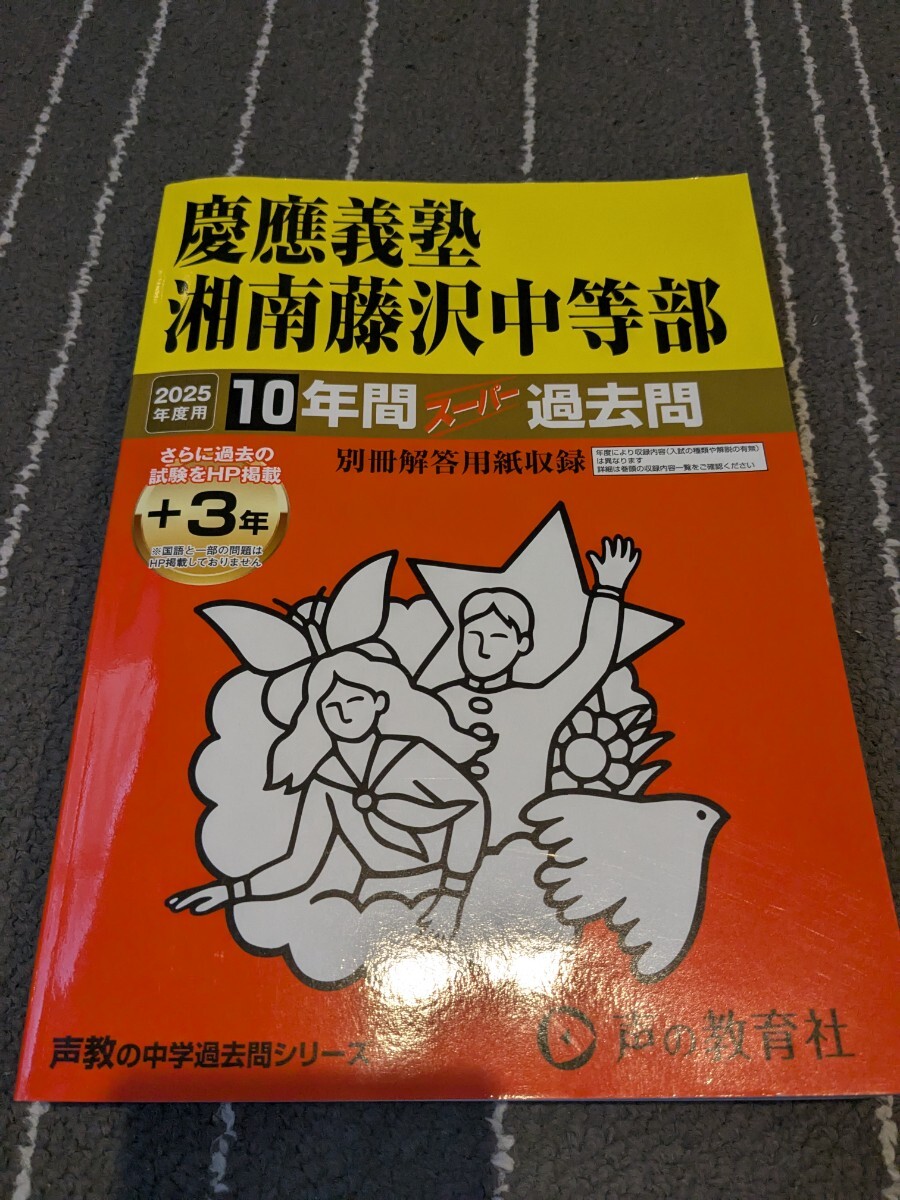 慶應義塾
湘南藤沢中等部
2025
年度用
10年間スーパー過去問
さらに過去の
試験をHP掲載
+3年
※国語と一部の問題は
HP掲載しておりません
別冊解答用紙収録
年度により収録内容(入試の種類や解説の有無)
は異なります
詳細は巻頭の収録内容一覧をご確認ください
声教の中学過去問シリーズ
声の教育社